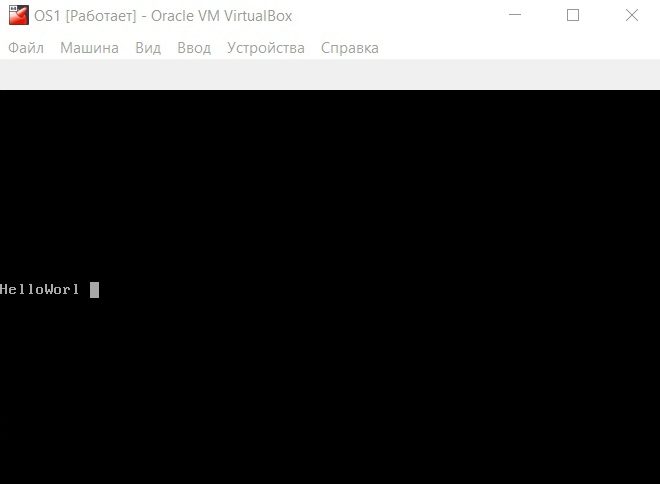 OS1 [Работает] - Oracle VM VirtualBox
Файл Машина Вид Ввод Устройства Справка
HelloWorl